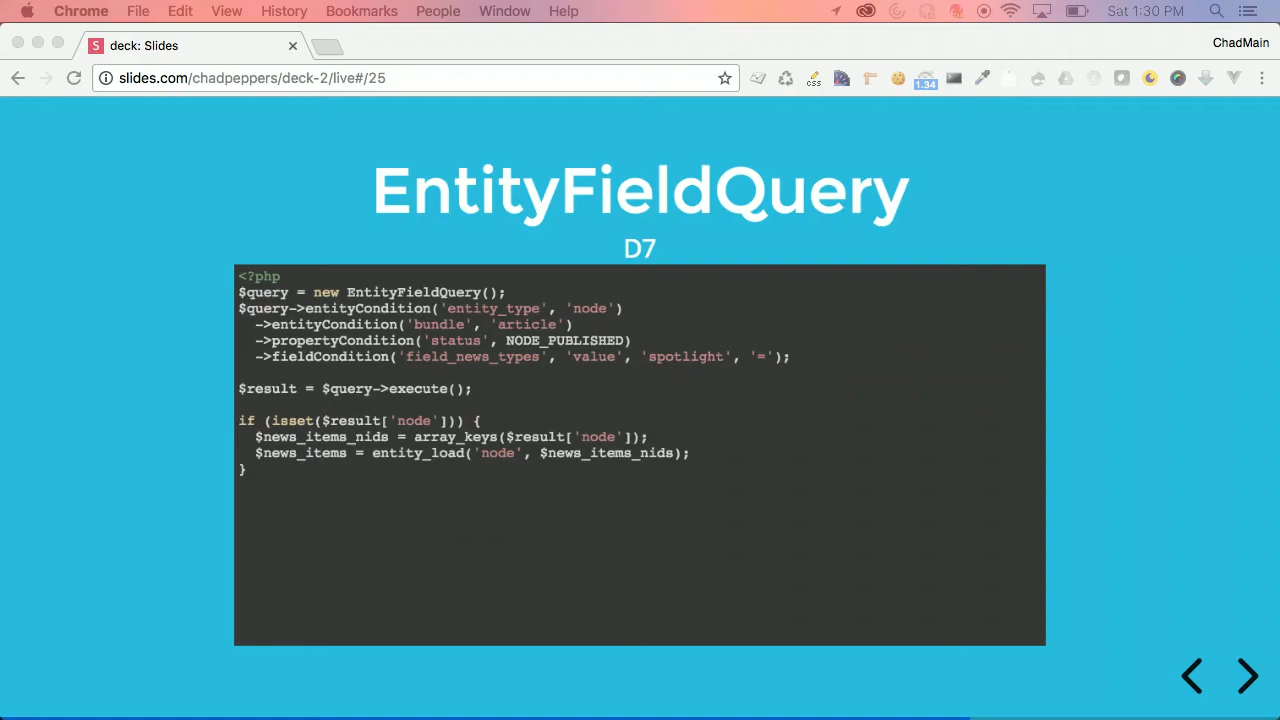 Chrome File Edit View History Bookmarks People Window Help Sat 1:30 PM
S deck: Slides ChadMain
slides.com/chadpeppers/deck-2/live#/25 css 1.34
EntityFieldQuery
D7
<?php
$query = new EntityFieldQuery();
$query->entityCondition('entity_type', 'node')
  ->entityCondition('bundle', 'article')
  ->propertyCondition('status', NODE_PUBLISHED)
  ->fieldCondition('field_news_types', 'value', 'spotlight', '=');
$result = $query->execute();
if (isset($result['node'])) {
  $news_items_nids = array_keys($result['node']);
  $news_items = entity_load('node', $news_items_nids);
}